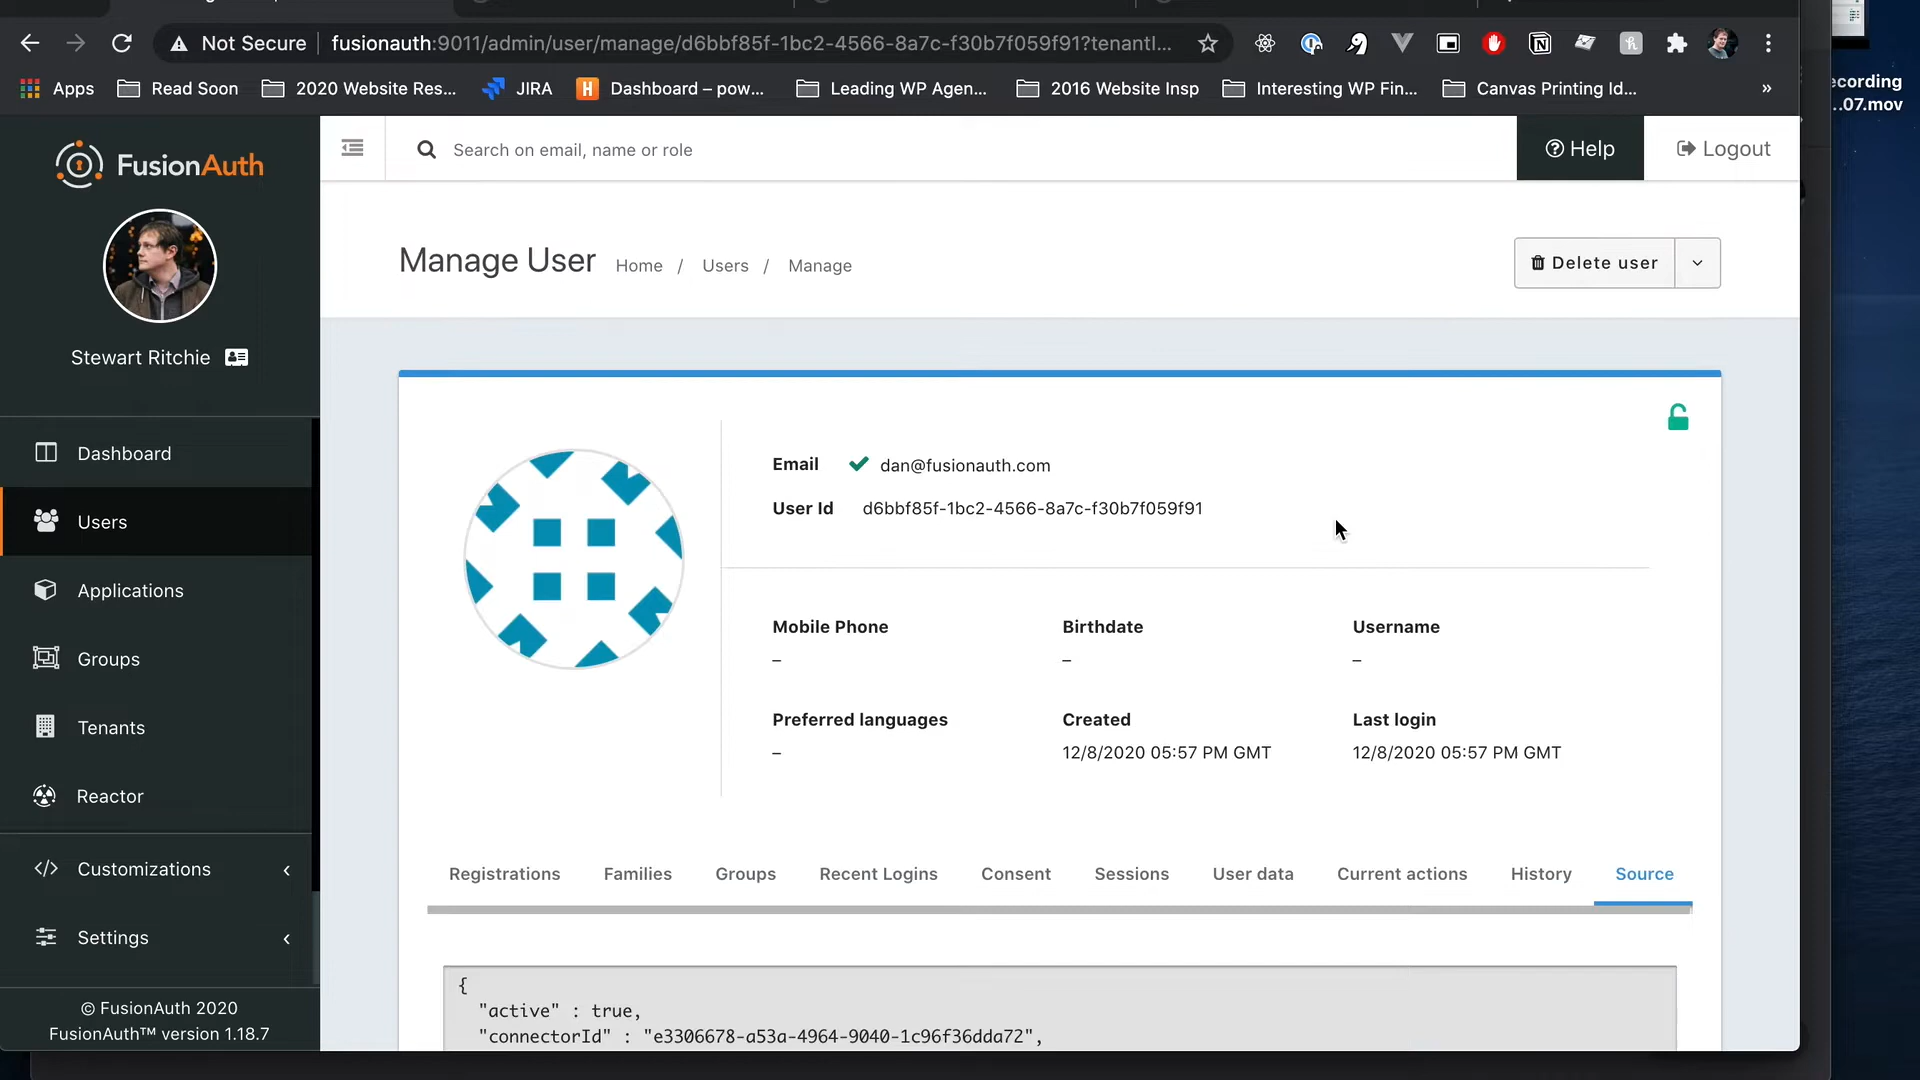 Not Secure
fusionauth:9011/admin/user/manage/d6bbf85f-1bc2-4566-8a7c-f30b7f059f91?tenantI...
Apps
Read Soon
2020 Website Res...
JIRA
Dashboard – pow...
Leading WP Agen...
2016 Website Insp
Interesting WP Fin...
Canvas Printing Id...
»
ecording
...07.mov
FusionAuth
Stewart Ritchie
Dashboard
Users
Applications
Groups
Tenants
Reactor
Customizations
Settings
© FusionAuth 2020
FusionAuth™ version 1.18.7
Search on email, name or role
Help
Logout
Manage User
Home / Users / Manage
Delete user
Email dan@fusionauth.com
User Id d6bbf85f-1bc2-4566-8a7c-f30b7f059f91
Mobile Phone Birthdate Username
– – –
Preferred languages Created Last login
– 12/8/2020 05:57 PM GMT 12/8/2020 05:57 PM GMT
Registrations Families Groups Recent Logins Consent Sessions User data Current actions History Source
{
"active" : true,
"connectorId" : "e3306678-a53a-4964-9040-1c96f36dda72",